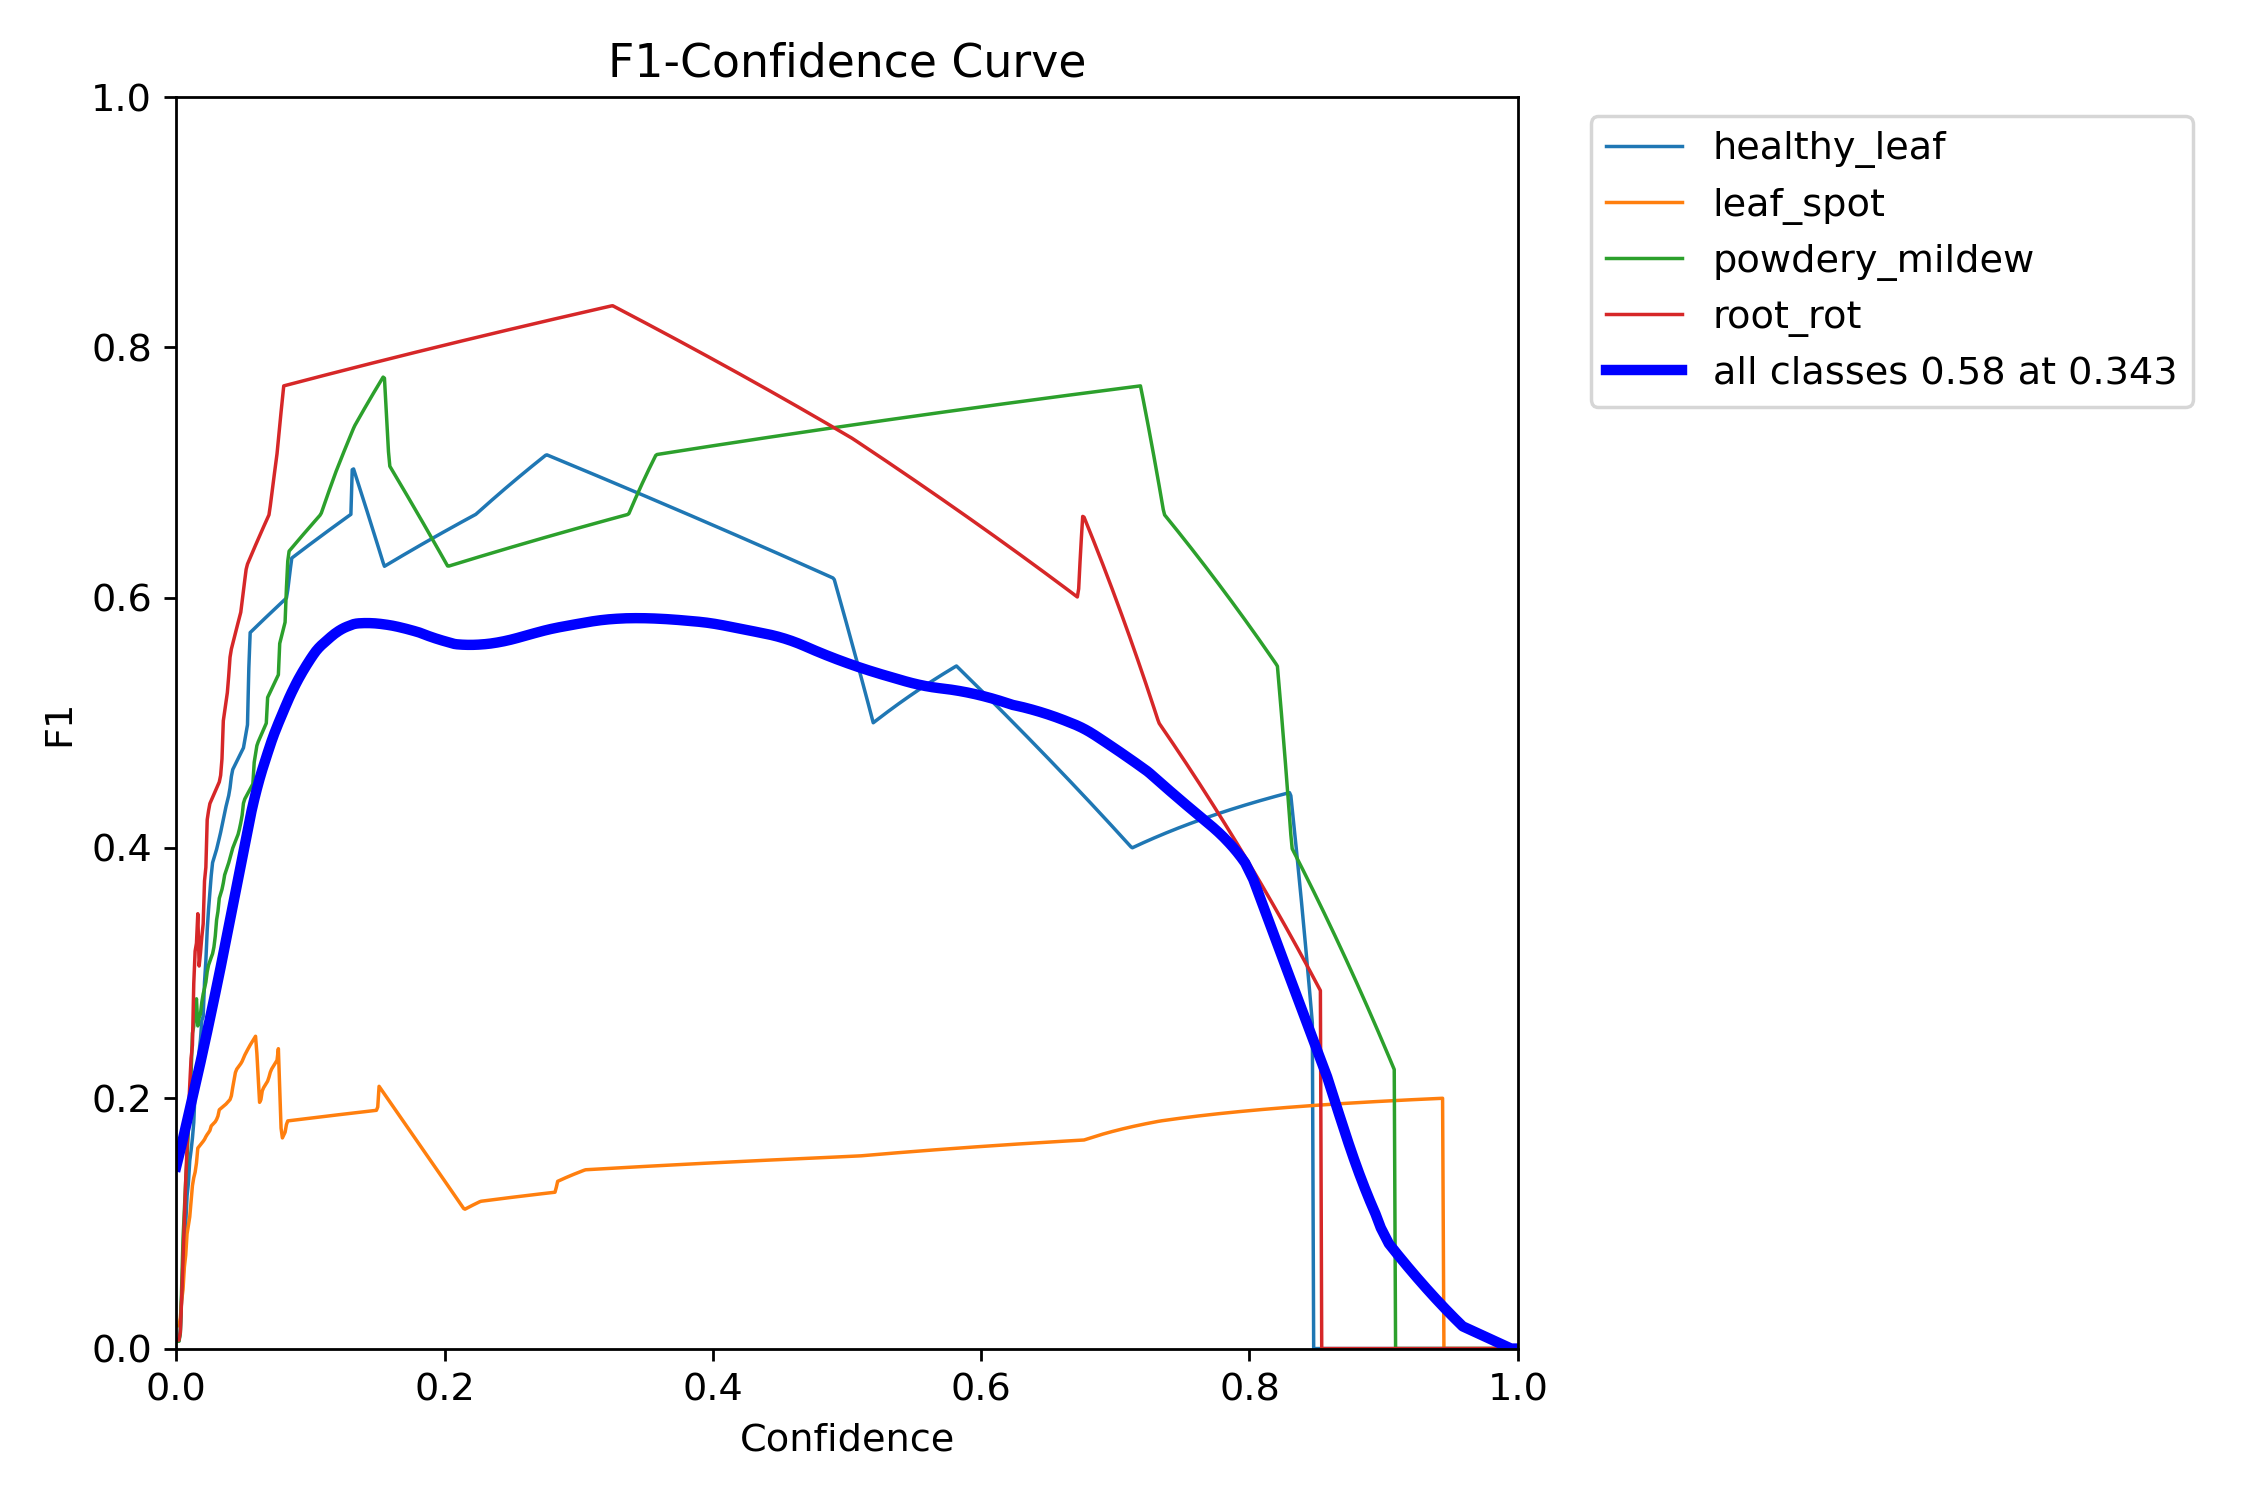 F1-Confidence Curve
1.0
0.8
0.6
0.4
0.2
0.0
F1
0.0 0.2 0.4 0.6 0.8 1.0
Confidence
healthy_leaf
leaf_spot
powdery_mildew
root_rot
all classes 0.58 at 0.343